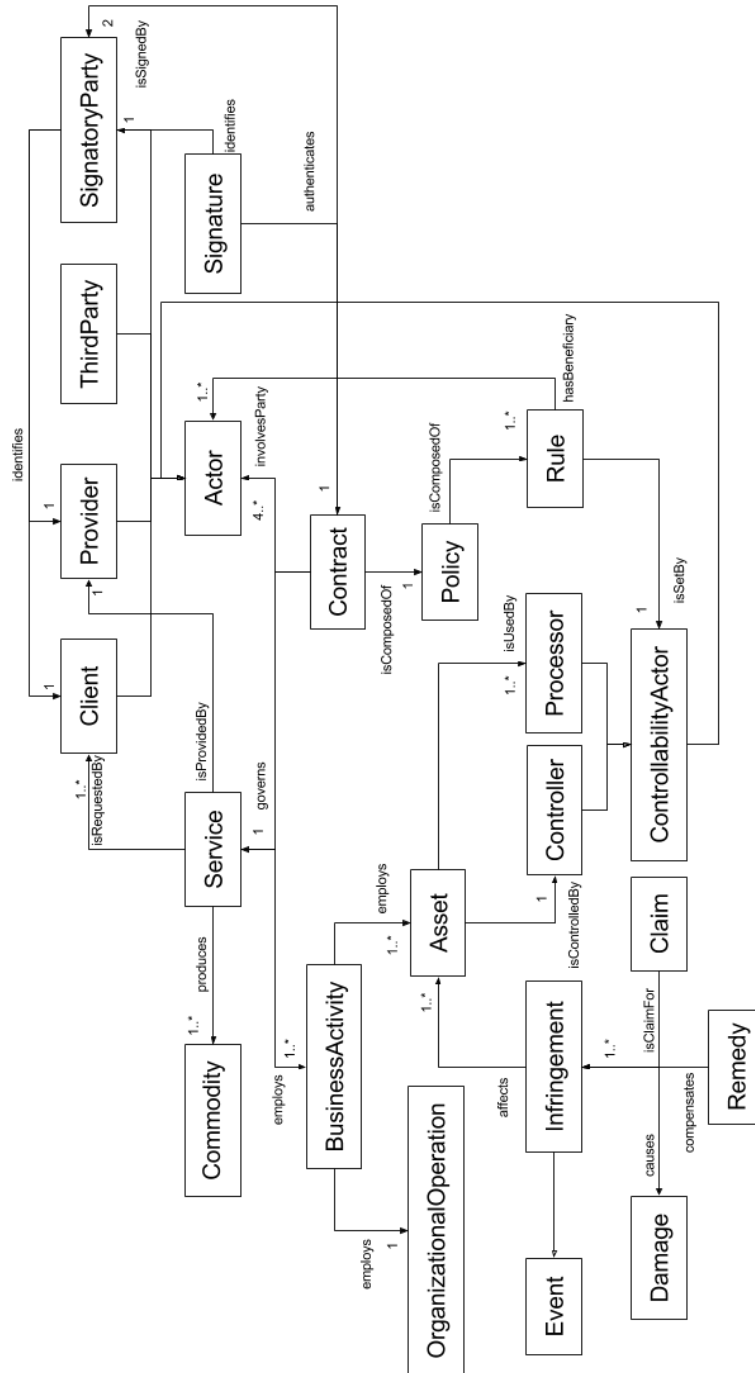 identifies
1
1
2
Client
Provider
ThirdParty
SignatoryParty
isSignedBy
1..*
isRequestedBy
1
1
identifies
isProvidedBy
produces
Service
1..*
Commodity
Signature
1
governs
4..*
involvesParty
1..*
Actor
authenticates
employs
1..*
BusinessActivity
1
Contract
isComposedOf
1
employs
employs
1..*
1
OrganizationalOperation
Asset
Policy
isComposedOf
1..*
hasBeneficiary
1..*
affects
isUsedBy
1..*
Event
Infringement
1
isControlledBy
Controller
Processor
Rule
1..*
isClaimFor
isSetBy
1
causes
compensates
Damage
Claim
ControllabilityActor
Remedy